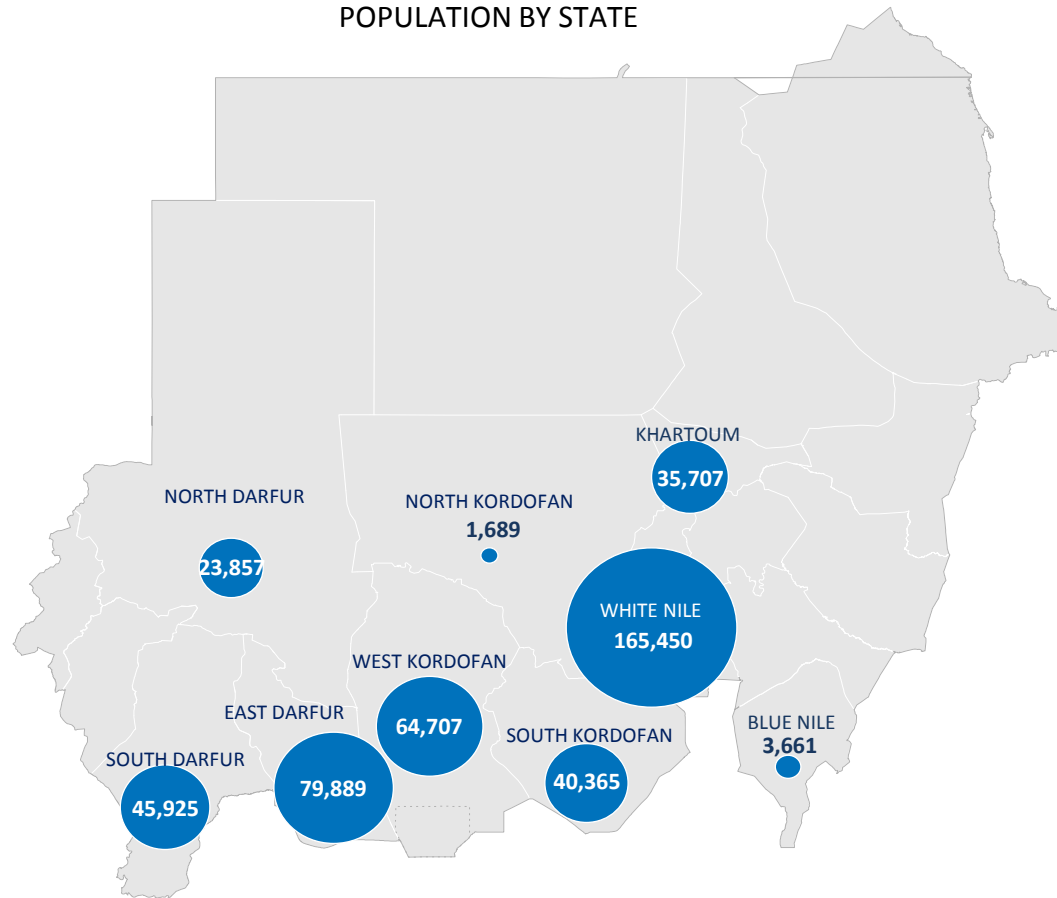 POPULATION BY STATE
KHARTOUM
35,707
NORTH DARFUR
23,857
NORTH KORDOFAN
1,689
WHITE NILE
165,450
WEST KORDOFAN
64,707
EAST DARFUR
79,889
SOUTH KORDOFAN
40,365
BLUE NILE
3,661
SOUTH DARFUR
45,925